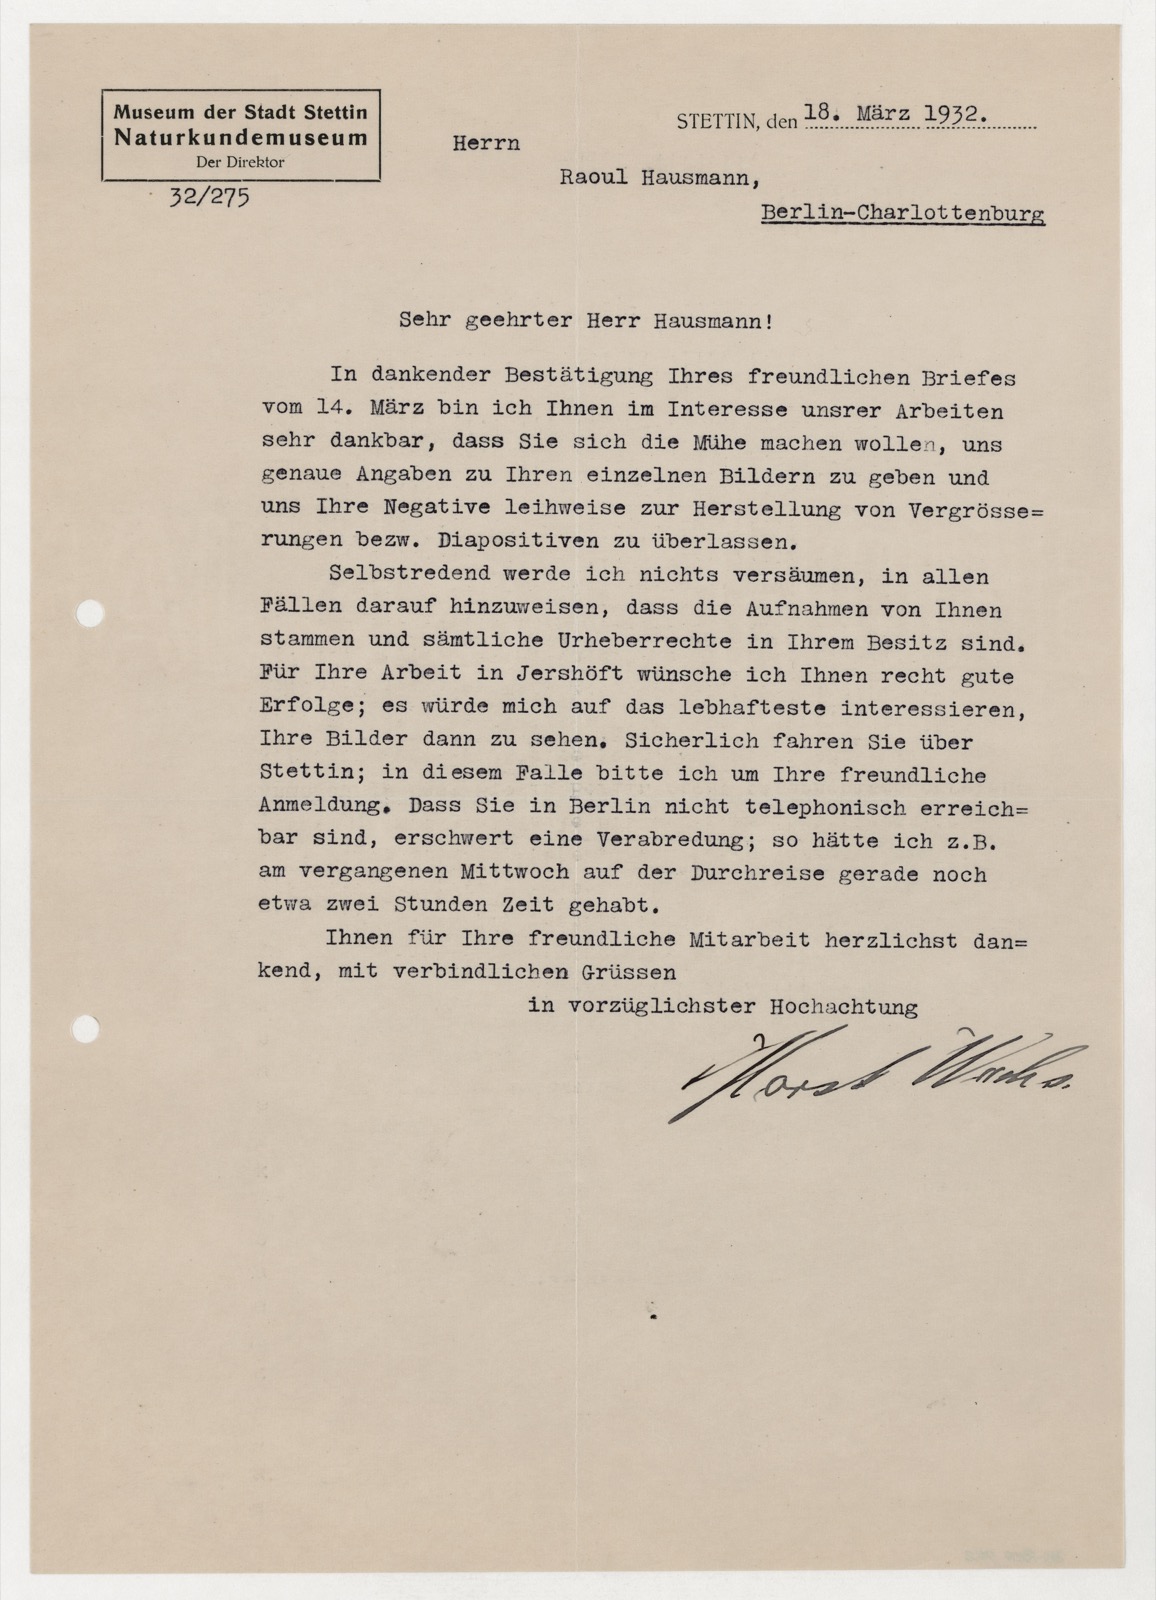 Museum der Stadt Stettin
Naturkundemuseum
Der Direktor
32/275
STETTIN, den 18. März 1932.
Herrn
Raoul Hausmann,
Berlin-Charlottenburg
Sehr geehrter Herr Hausmann!
In dankender Bestätigung Ihres freundlichen Briefes
vom 14. März bin ich Ihnen im Interesse unsrer Arbeiten
sehr dankbar, dass Sie sich die Mühe machen wollen, uns
genaue Angaben zu Ihren einzelnen Bildern zu geben und
uns Ihre Negative leihweise zur Herstellung von Vergrösse=
rungen bezw. Diapositiven zu überlassen.
Selbstredend werde ich nichts versäumen, in allen
Fällen darauf hinzuweisen, dass die Aufnahmen von Ihnen
stammen und sämtliche Urheberrechte in Ihrem Besitz sind.
Für Ihre Arbeit in Jershöft wünsche ich Ihnen recht gute
Erfolge; es würde mich auf das lebhafteste interessieren,
Ihre Bilder dann zu sehen. Sicherlich fahren Sie über
Stettin; in diesem Falle bitte ich um Ihre freundliche
Anmeldung. Dass Sie in Berlin nicht telephonisch erreich=
bar sind, erschwert eine Verabredung; so hätte ich z.B.
am vergangenen Mittwoch auf der Durchreise gerade noch
etwa zwei Stunden Zeit gehabt.
Ihnen für Ihre freundliche Mitarbeit herzlichst dan=
kend, mit verbindlichen Grüssen
in vorzüglichster Hochachtung
Horst Wachs.